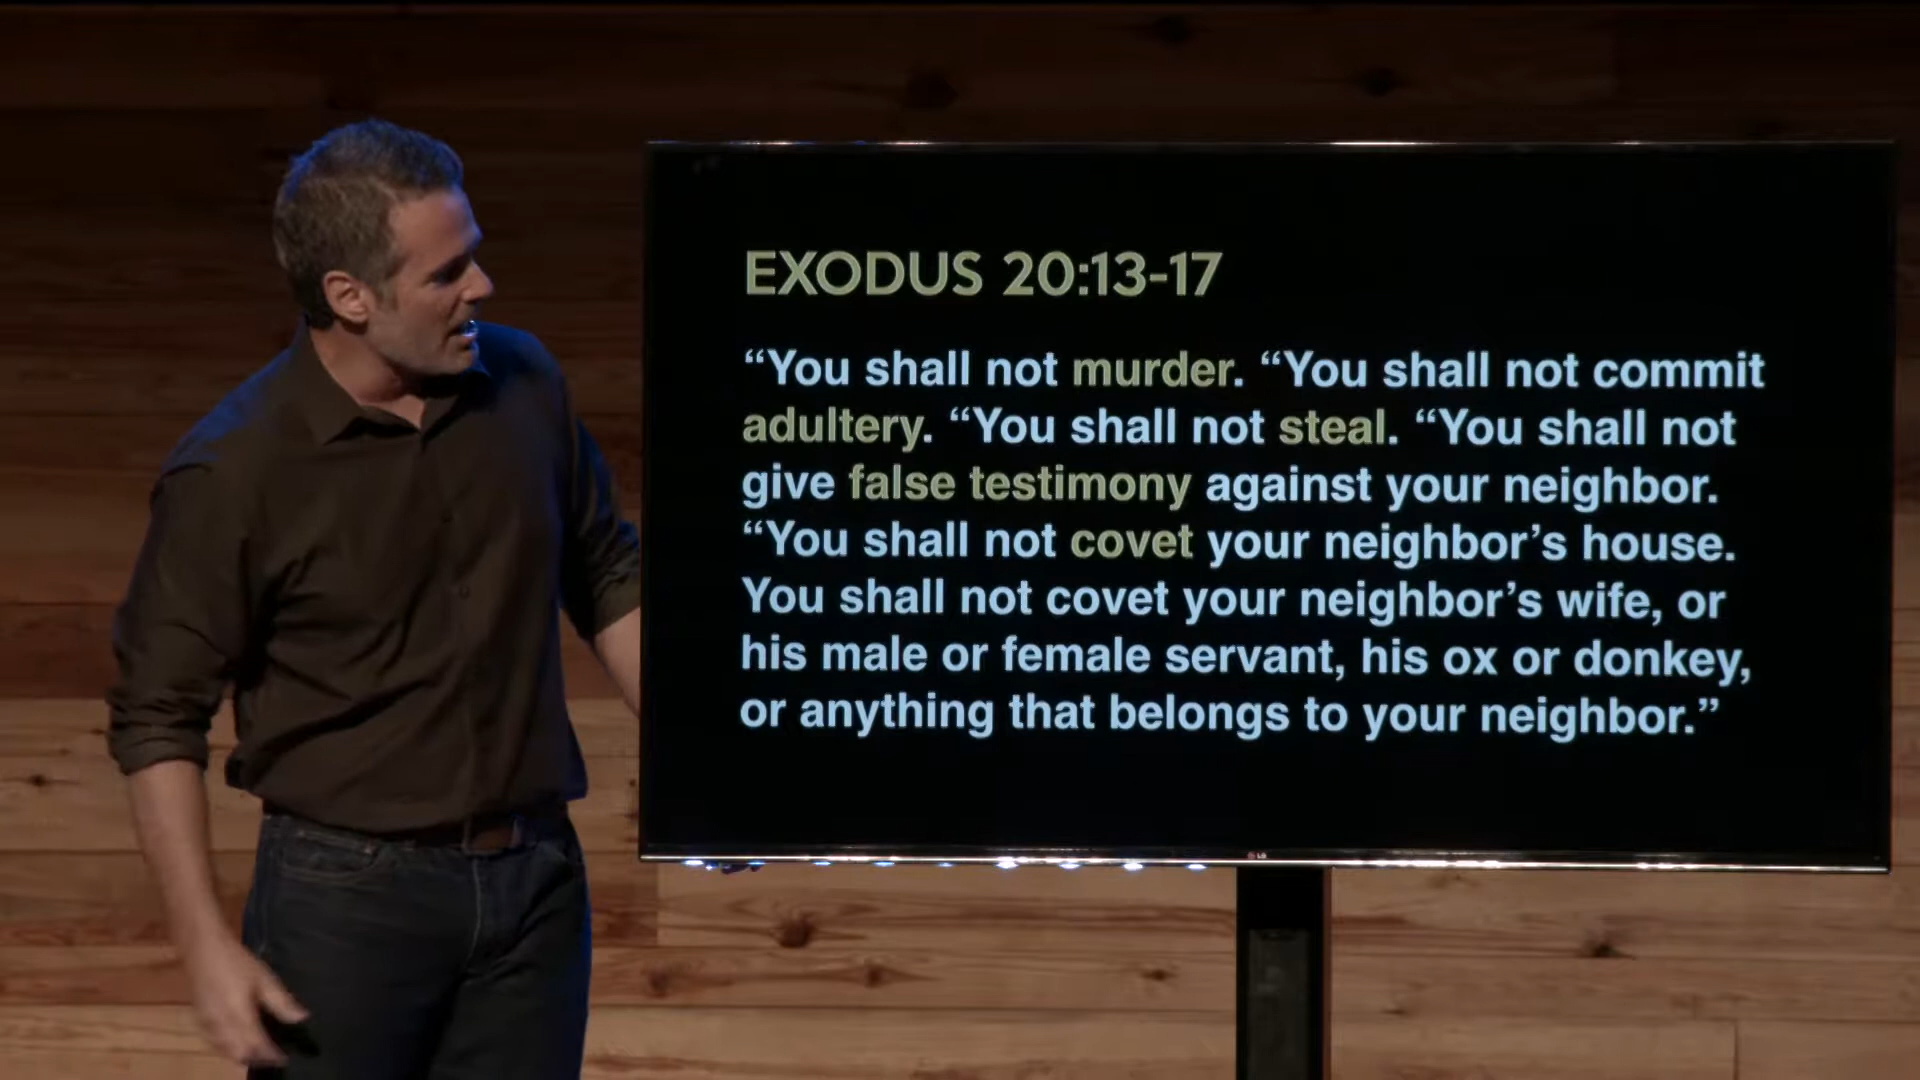 EXODUS 20:13-17
“You shall not murder. “You shall not commit
adultery. “You shall not steal. “You shall not
give false testimony against your neighbor.
“You shall not covet your neighbor’s house.
You shall not covet your neighbor’s wife, or
his male or female servant, his ox or donkey,
or anything that belongs to your neighbor.”
LG